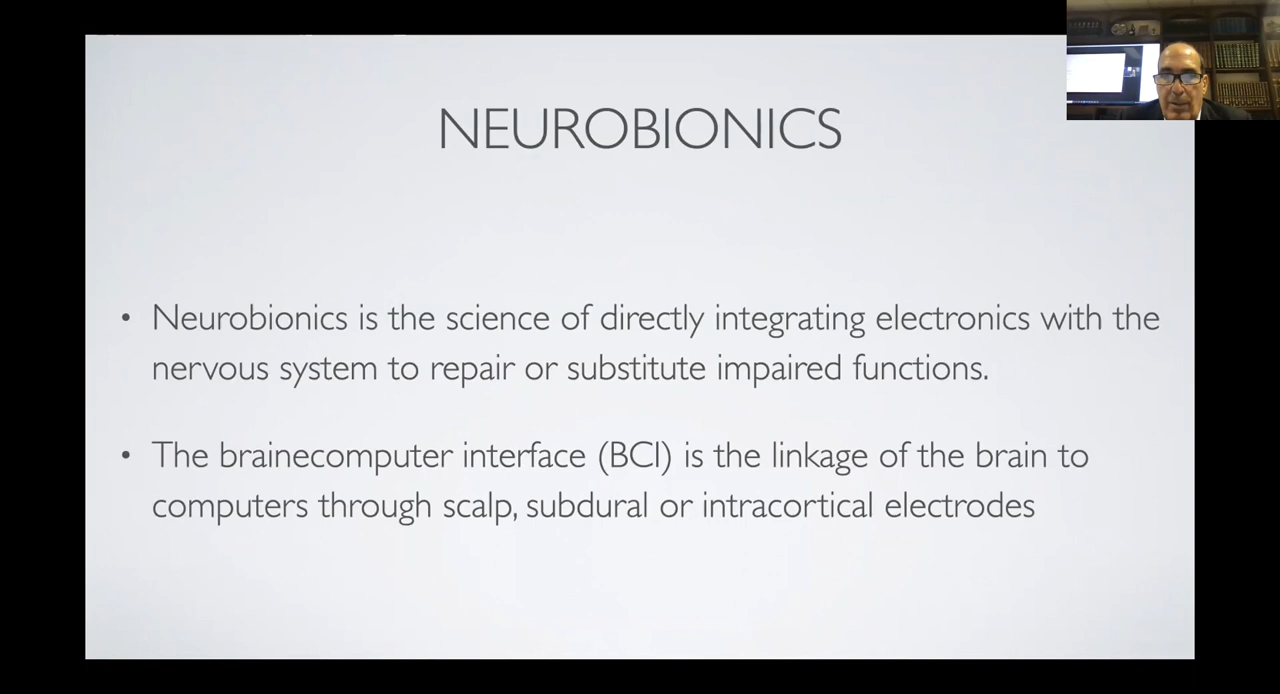 NEUROBIONICS
• Neurobionics is the science of directly integrating electronics with the
nervous system to repair or substitute impaired functions.
• The brainecomputer interface (BCI) is the linkage of the brain to
computers through scalp, subdural or intracortical electrodes